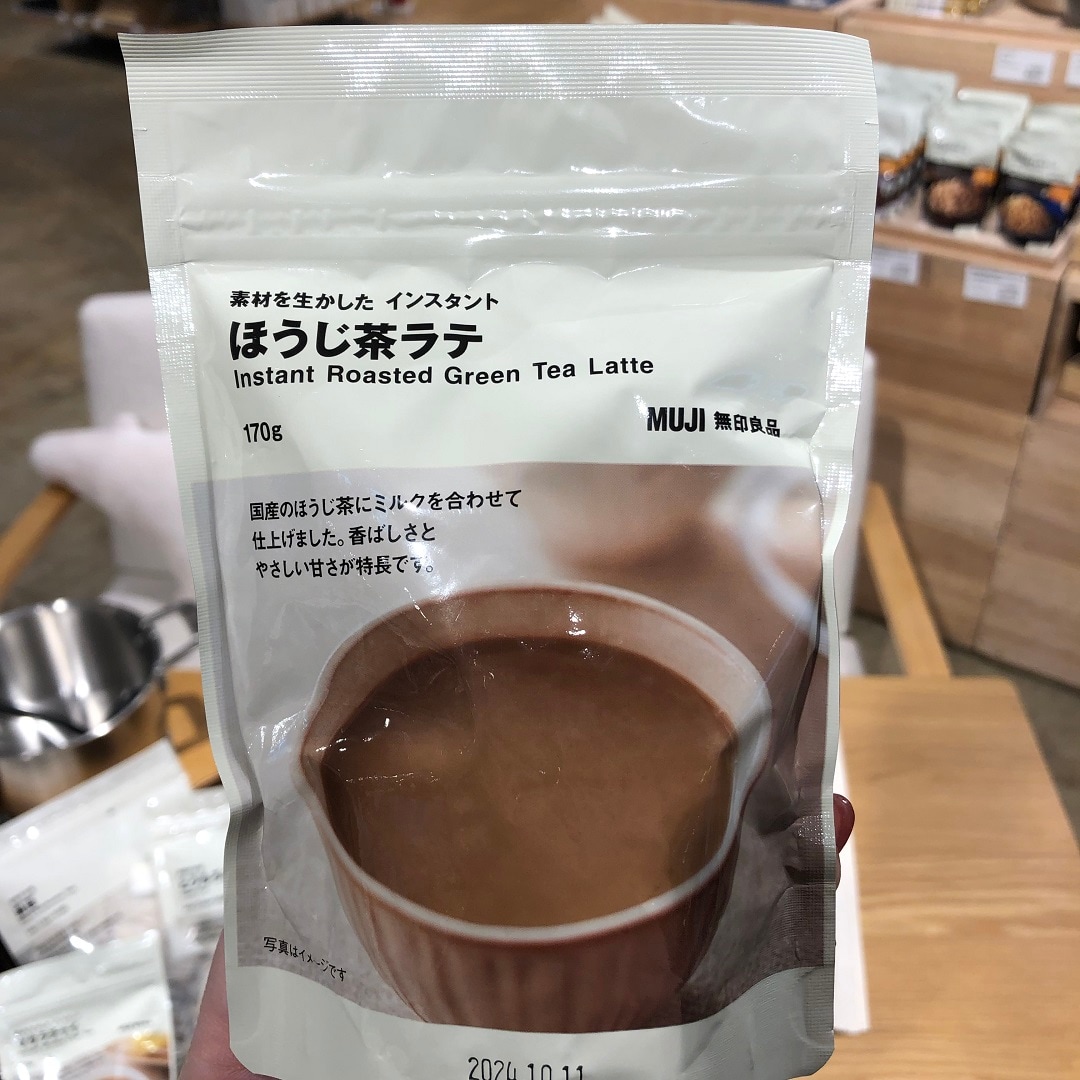 素材を生かした インスタント
ほうじ茶ラテ
Instant Roasted Green Tea Latte
170g
MUJI 無印良品
国産のほうじ茶にミルクを合わせて
仕上げました。香ばしさと
やさしい甘さが特長です。
写真はイメージです
2024.10.11